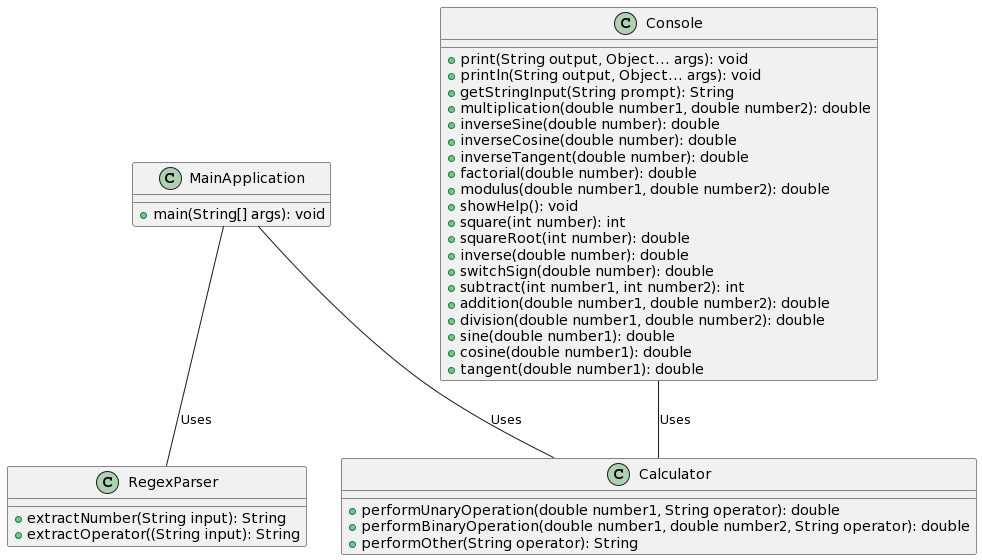 C Console
+ print(String output, Object... args): void
+ println(String output, Object... args): void
+ getStringInput(String prompt): String
+ multiplication(double number1, double number2): double
+ inverseSine(double number): double
+ inverseCosine(double number): double
+ inverseTangent(double number): double
+ factorial(double number): double
+ modulus(double number1, double number2): double
+ showHelp(): void
+ square(int number): int
+ squareRoot(int number): double
+ inverse(double number): double
+ switchSign(double number): double
+ subtract(int number1, int number2): int
+ addition(double number1, double number2): double
+ division(double number1, double number2): double
+ sine(double number1): double
+ cosine(double number1): double
+ tangent(double number1): double
C MainApplication
+ main(String[] args): void
Uses
Uses
Uses
C RegexParser
+ extractNumber(String input): String
+ extractOperator((String input): String
C Calculator
+ performUnaryOperation(double number1, String operator): double
+ performBinaryOperation(double number1, double number2, String operator): double
+ performOther(String operator): String